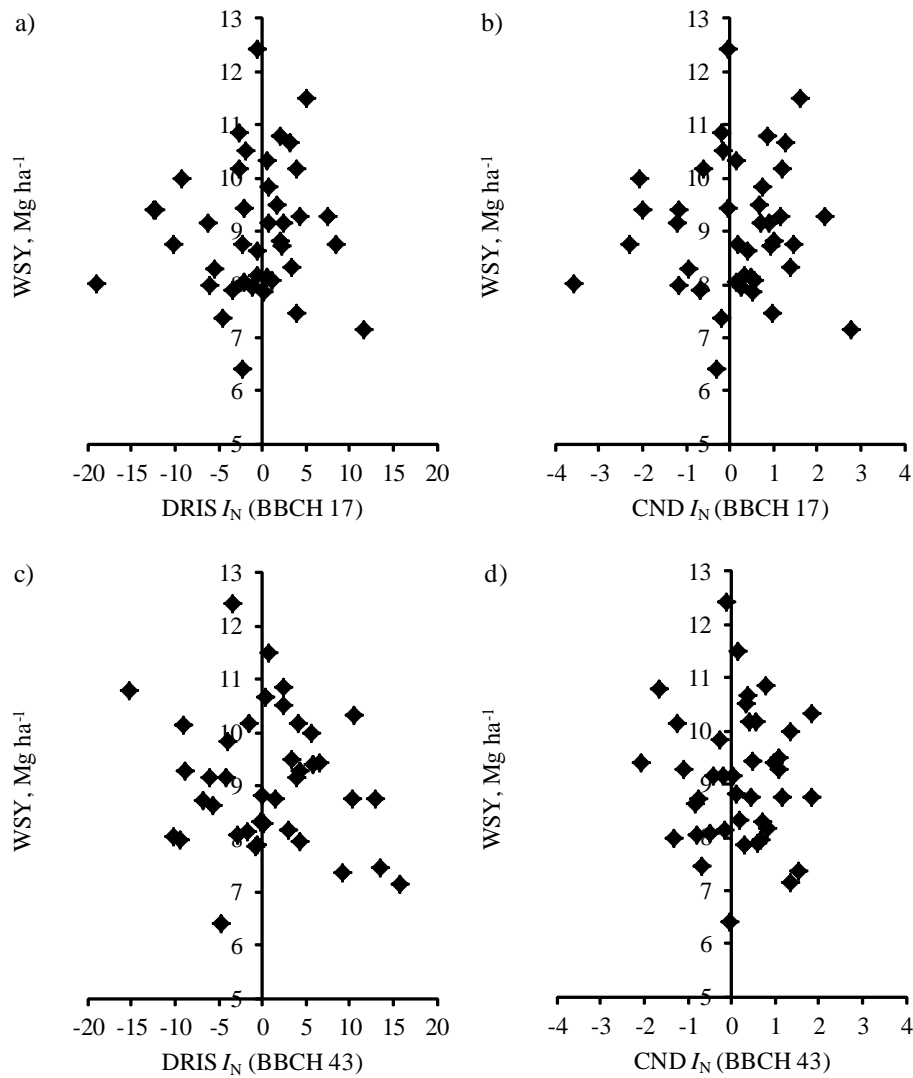 a)
13
12
11
10
9
8
7
6
5
WSY, Mg ha⁻¹
-20 -15 -10 -5 0 5 10 15 20
DRIS I_N (BBCH 17)
b)
13
12
11
10
9
8
7
6
5
WSY, Mg ha⁻¹
-4 -3 -2 -1 0 1 2 3 4
CND I_N (BBCH 17)
c)
13
12
11
10
9
8
7
6
5
WSY, Mg ha⁻¹
-20 -15 -10 -5 0 5 10 15 20
DRIS I_N (BBCH 43)
d)
13
12
11
10
9
8
7
6
5
WSY, Mg ha⁻¹
-4 -3 -2 -1 0 1 2 3 4
CND I_N (BBCH 43)